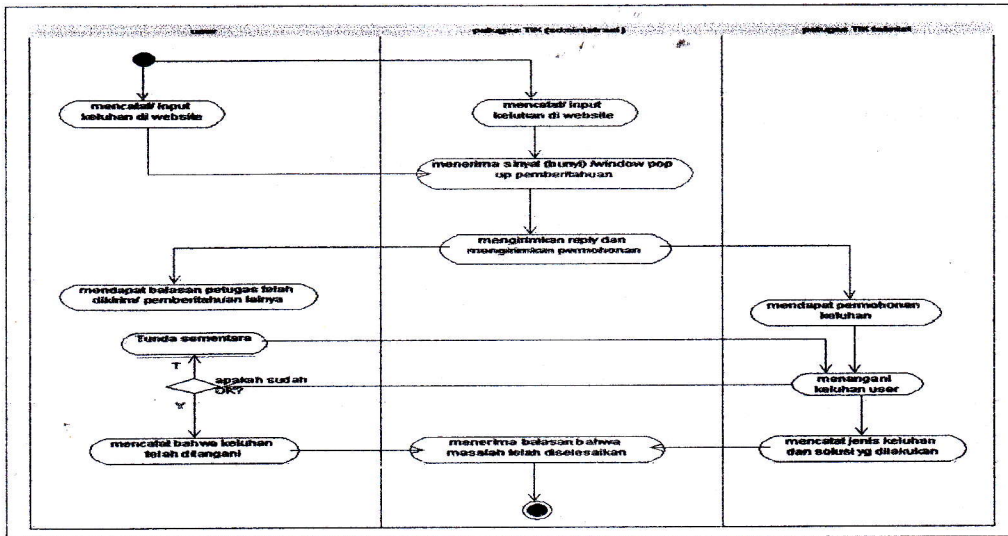 user
petugas TIK (administrasi)
petugas TIK teknisi
mencatat/ input
keluhan di website
mencatat/ input
keluhan di website
menerima sinyal (bunyi) /window pop
up pemberitahuan
mengirimkan reply dan
mengirimkan permohonan
mendapat balasan petugas telah
dikirim/ pemberitahuan lainya
mendapat permohonan
keluhan
Tunda sementara
T
apakah sudah
OK?
Y
menangani
keluhan user
mencatat bahwa keluhan
telah ditangani
menerima balasan bahwa
masalah telah diselesaikan
mencatat jenis keluhan
dan solusi yg dilakukan